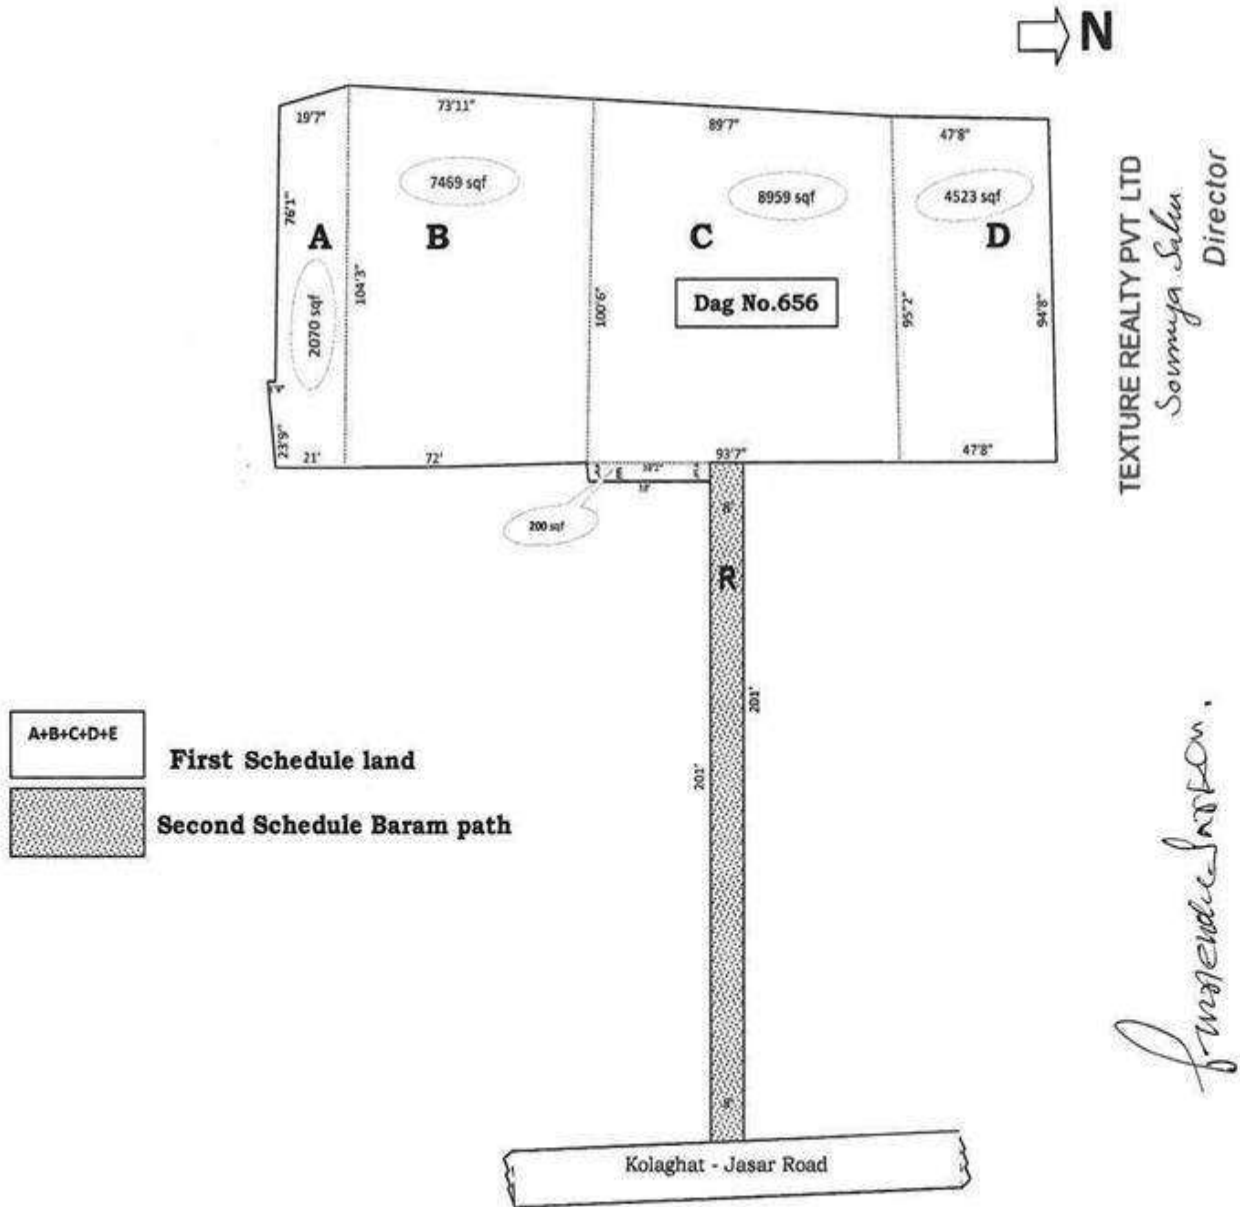 N
19'7"
73'11"
89'7"
47'8"
7469 sqf
8959 sqf
4523 sqf
76'1"
A
B
C
D
2070 sqf
104'3"
100'6"
Dag No.656
95'2"
94'8"
23'9"
21'
72'
93'7"
47'8"
E
200 sqf
8'
R
201'
201'
A+B+C+D+E
First Schedule land
Second Schedule Baram path
Kolaghat - Jasar Road
TEXTURE REALTY PVT LTD
Soumya Sahu
Director